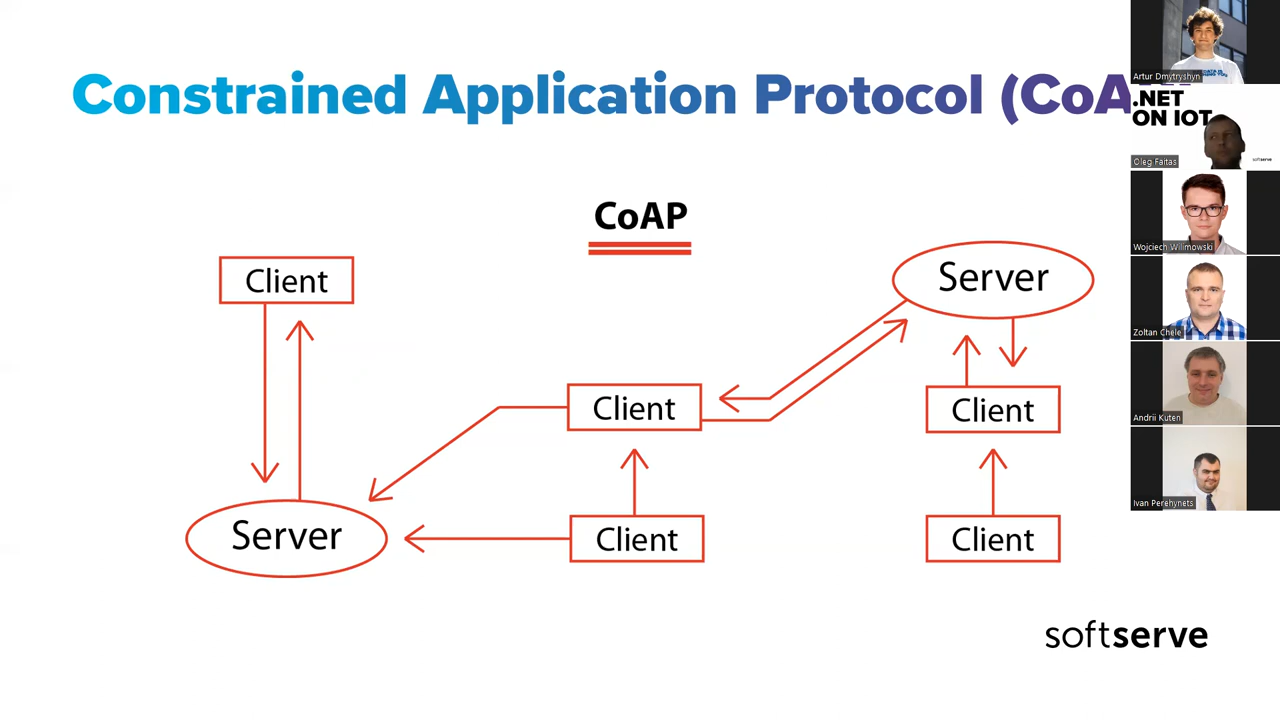 Constrained Application Protocol (CoA
CoAP
Client
Server
Client
Client
Server
Client
Client
Client
softserve
Artur Dmytryshyn
.NET
ON IOT
softserve
Oleg Faitas
Wojciech Wilimowski
Zoltan Chele
Andrii Kuten
Ivan Perehynets